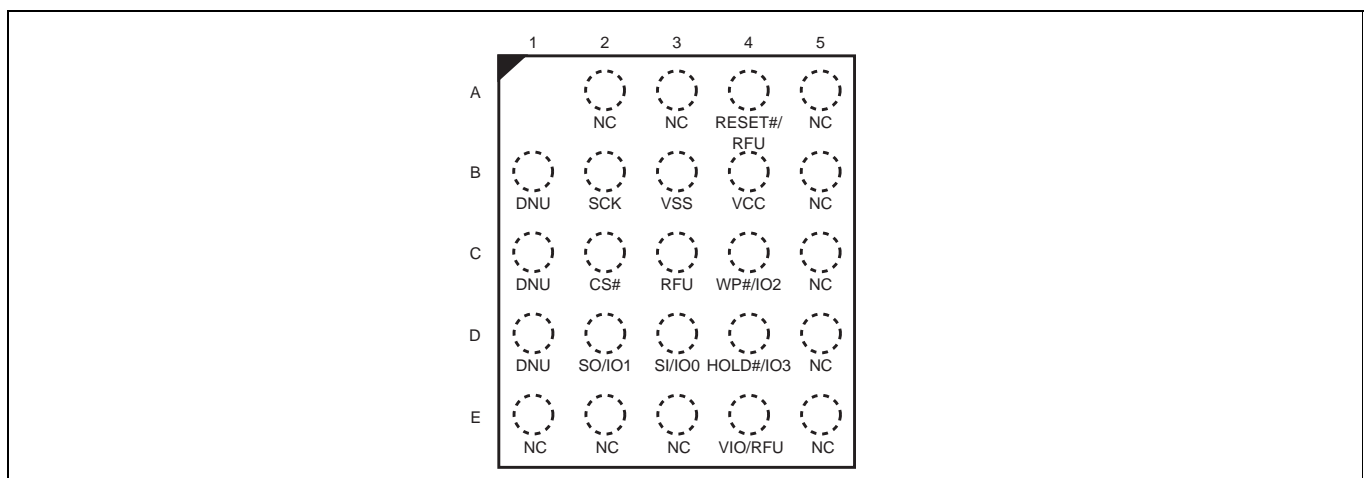 1 2 3 4 5
A
NC NC RESET#/ NC
RFU
B
DNU SCK VSS VCC NC
C
DNU CS# RFU WP#/IO2 NC
D
DNU SO/IO1 SI/IO0 HOLD#/IO3 NC
E
NC NC NC VIO/RFU NC